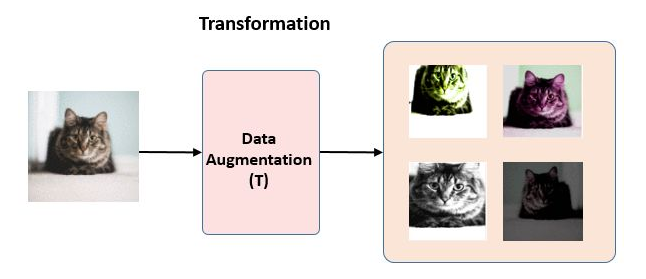 Transformation
Data
Augmentation
(T)